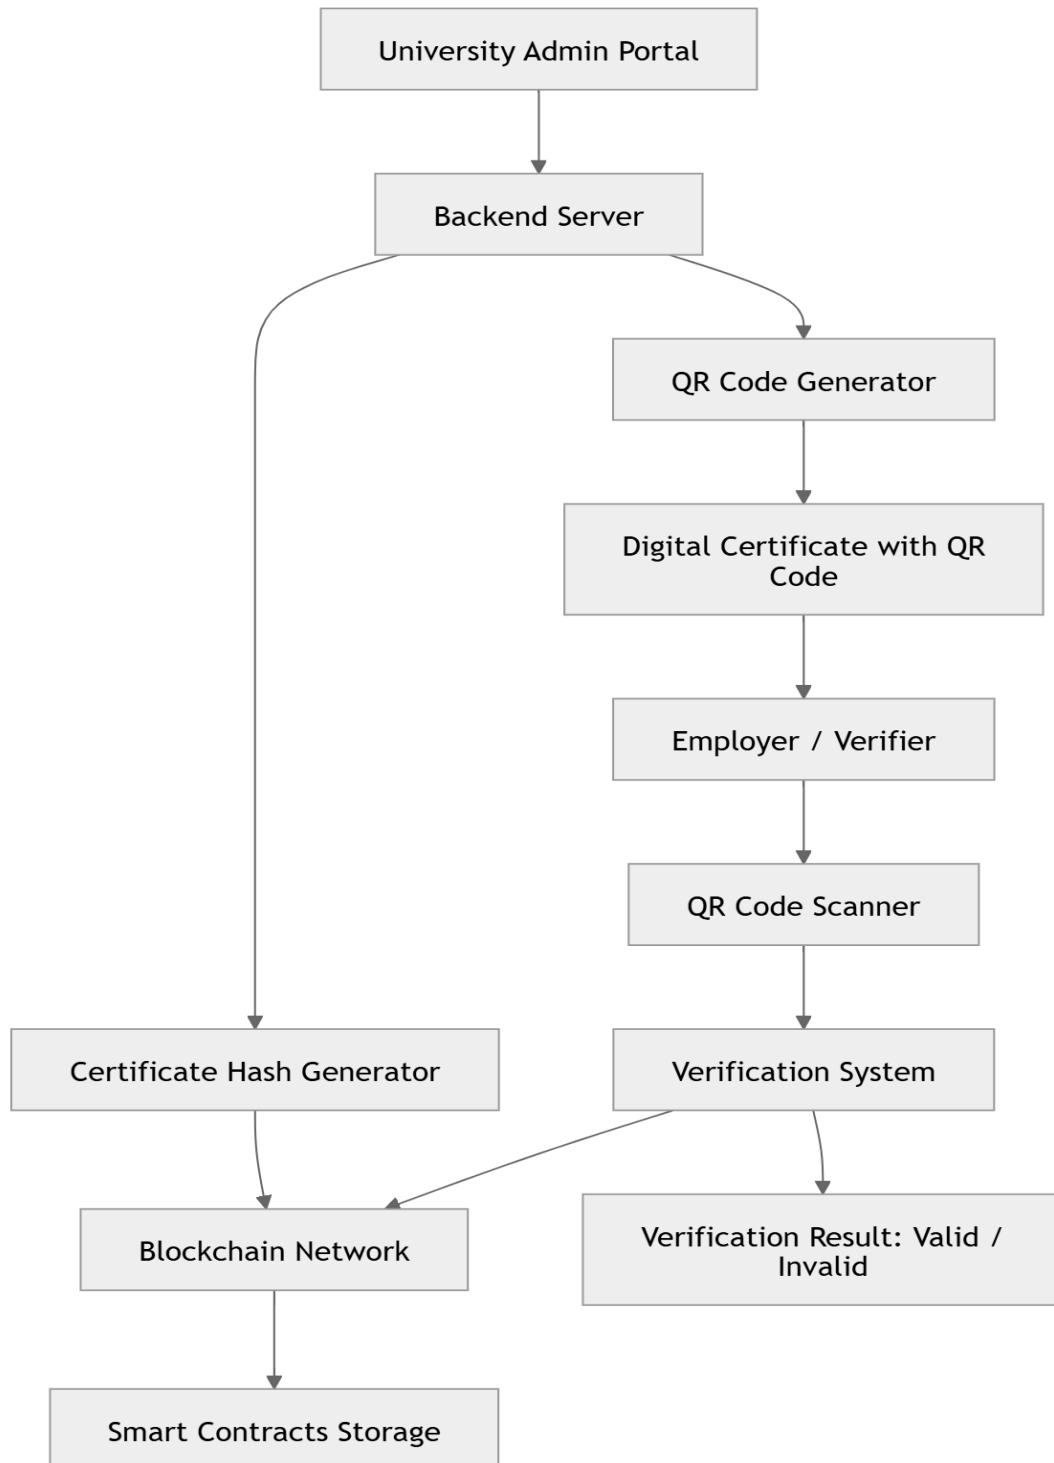 University Admin Portal
Backend Server
QR Code Generator
Digital Certificate with QR
Code
Employer / Verifier
QR Code Scanner
Certificate Hash Generator
Verification System
Blockchain Network
Verification Result: Valid /
Invalid
Smart Contracts Storage